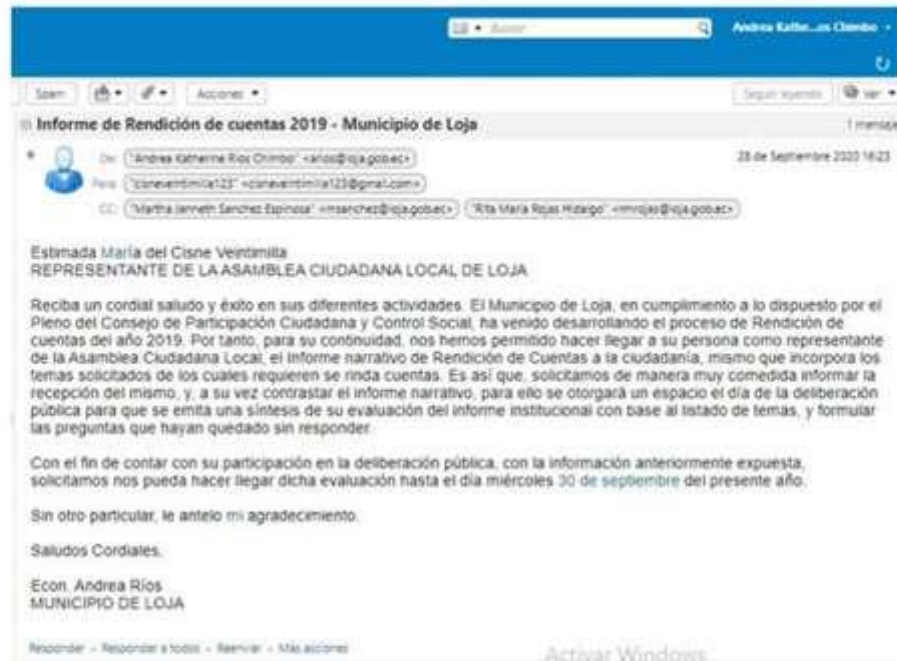 Buscar
Andrea Kathe...os Chimbo
Spam Acciones
Seguir leyendo Ver
Informe de Rendición de cuentas 2019 - Municipio de Loja 1 mensaje
De: "Andrea Katherine Rios Chimbo" <arios@loja.gob.ec> 28 de Septiembre 2020 16:23
Para: "cisneveintimilla123" <cisneveintimilla123@gmail.com>
CC: "Martha Janneth Sanchez Espinosa" <msanchez@loja.gob.ec> "Rita Maria Rojas Hidalgo" <rmrojas@loja.gob.ec>
Estimada María del Cisne Veintimilla
REPRESENTANTE DE LA ASAMBLEA CIUDADANA LOCAL DE LOJA
Reciba un cordial saludo y éxito en sus diferentes actividades. El Municipio de Loja, en cumplimiento a lo dispuesto por el
Pleno del Consejo de Participación Ciudadana y Control Social, ha venido desarrollando el proceso de Rendición de
cuentas del año 2019. Por tanto, para su continuidad, nos hemos permitido hacer llegar a su persona como representante
de la Asamblea Ciudadana Local, el Informe narrativo de Rendición de Cuentas a la ciudadanía, mismo que incorpora los
temas solicitados de los cuales requieren se rinda cuentas. Es así que, solicitamos de manera muy comedida informar la
recepción del mismo, y, a su vez contrastar el informe narrativo, para ello se otorgará un espacio el día de la deliberación
pública para que se emita una síntesis de su evaluación del informe institucional con base al listado de temas, y formular
las preguntas que hayan quedado sin responder.
Con el fin de contar con su participación en la deliberación pública, con la información anteriormente expuesta,
solicitamos nos pueda hacer llegar dicha evaluación hasta el día miércoles 30 de septiembre del presente año.
Sin otro particular, le antelo mi agradecimiento.
Saludos Cordiales,
Econ. Andrea Ríos
MUNICIPIO DE LOJA
Responder - Responder a todos - Reenviar - Más acciones
Activar Windows